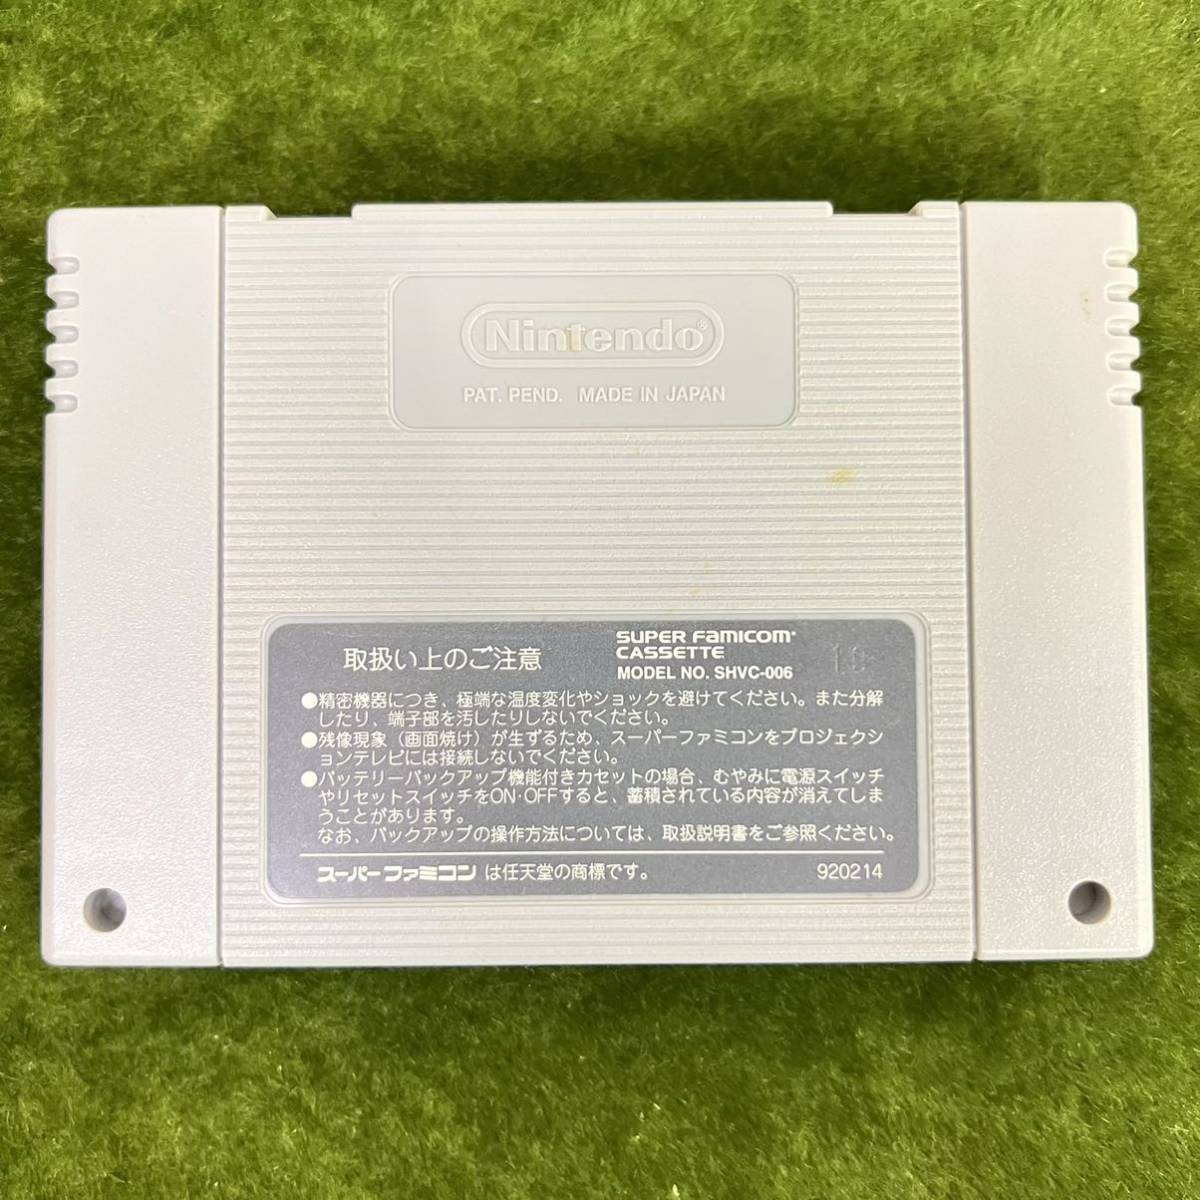 Nintendo®
PAT. PEND. MADE IN JAPAN
取扱い上のご注意
SUPER FAMICOM
CASSETTE
MODEL NO. SHVC-006
10
●精密機器につき、極端な温度変化やショックを避けてください。また分解
したり、端子部を汚したりしないでください。
●残像現象（画面焼け）が生ずるため、スーパーファミコンをプロジェクシ
ョンテレビには接続しないでください。
●バッテリーバックアップ機能付きカセットの場合、むやみに電源スイッチ
やリセットスイッチをON・OFFすると、蓄積されている内容が消えてしま
うことがあります。
なお、バックアップの操作方法については、取扱説明書をご参照ください。
スーパーファミコンは任天堂の商標です。 920214